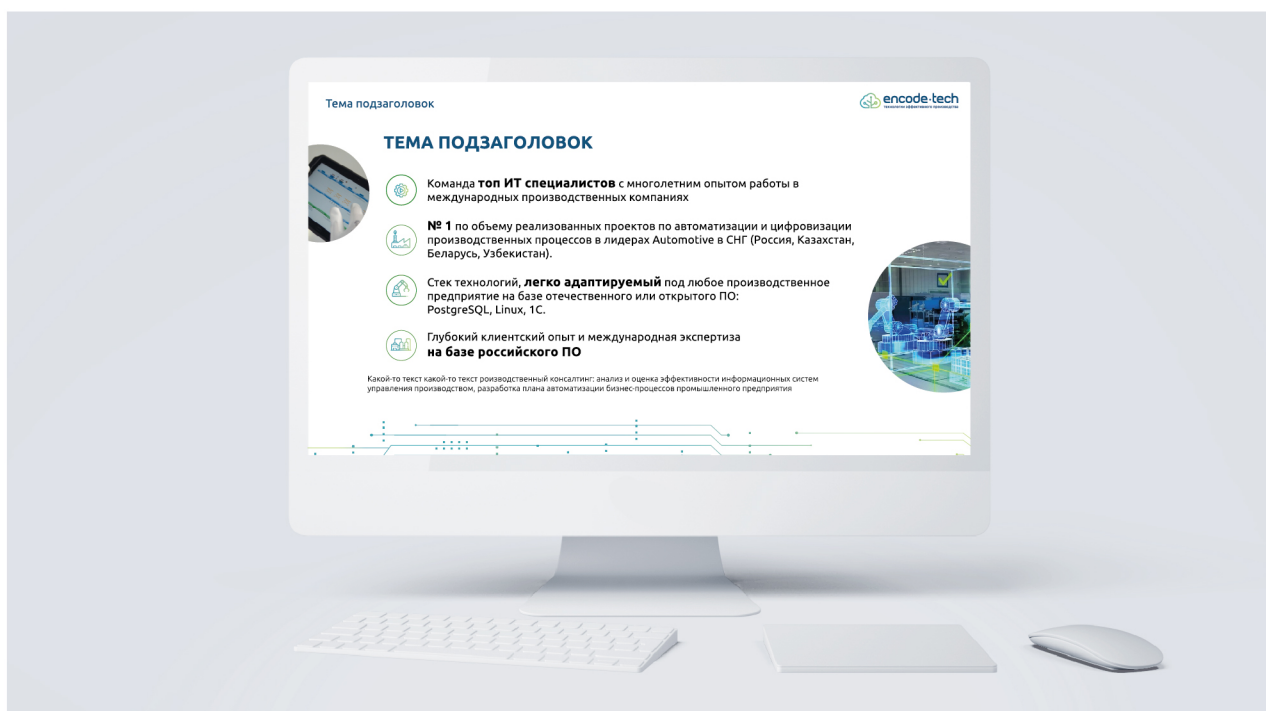 Тема подзаголовок
encode·tech
технологии эффективного производства
ТЕМА ПОДЗАГОЛОВОК
Команда топ ИТ специалистов с многолетним опытом работы в
международных производственных компаниях
№ 1 по объему реализованных проектов по автоматизации и цифровизации
производственных процессов в лидерах Automotive в СНГ (Россия, Казахстан,
Беларусь, Узбекистан).
Стек технологий, легко адаптируемый под любое производственное
предприятие на базе отечественного или открытого ПО:
PostgreSQL, Linux, 1C.
Глубокий клиентский опыт и международная экспертиза
на базе российского ПО
Какой-то текст какой-то текст роизводственный консалтинг: анализ и оценка эффективности информационных систем
управления производством, разработка плана автоматизации бизнес-процессов промышленного предприятия